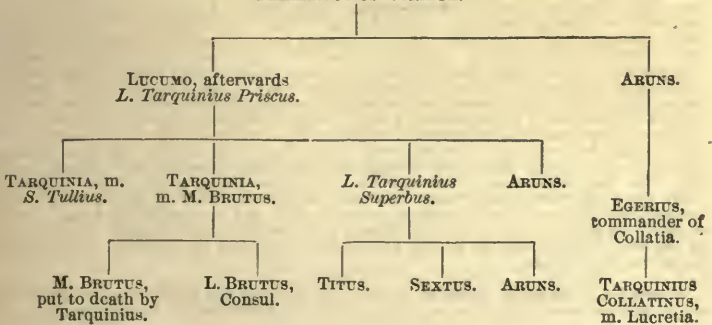 LUCUMO, afterwards
L. Tarquinius Priscus.
ARUNS.
TARQUINIA, m.
S. Tullius.
TARQUINIA,
m. M. BRUTUS.
L. Tarquinius
Superbus.
ARUNS.
EGERIUS,
commander of
Collatia.
M. BRUTUS,
put to death by
Tarquinius.
L. BRUTUS,
Consul.
TITUS.
SEXTUS.
ARUNS.
TARQUINIUS
COLLATINUS,
m. Lucretia.